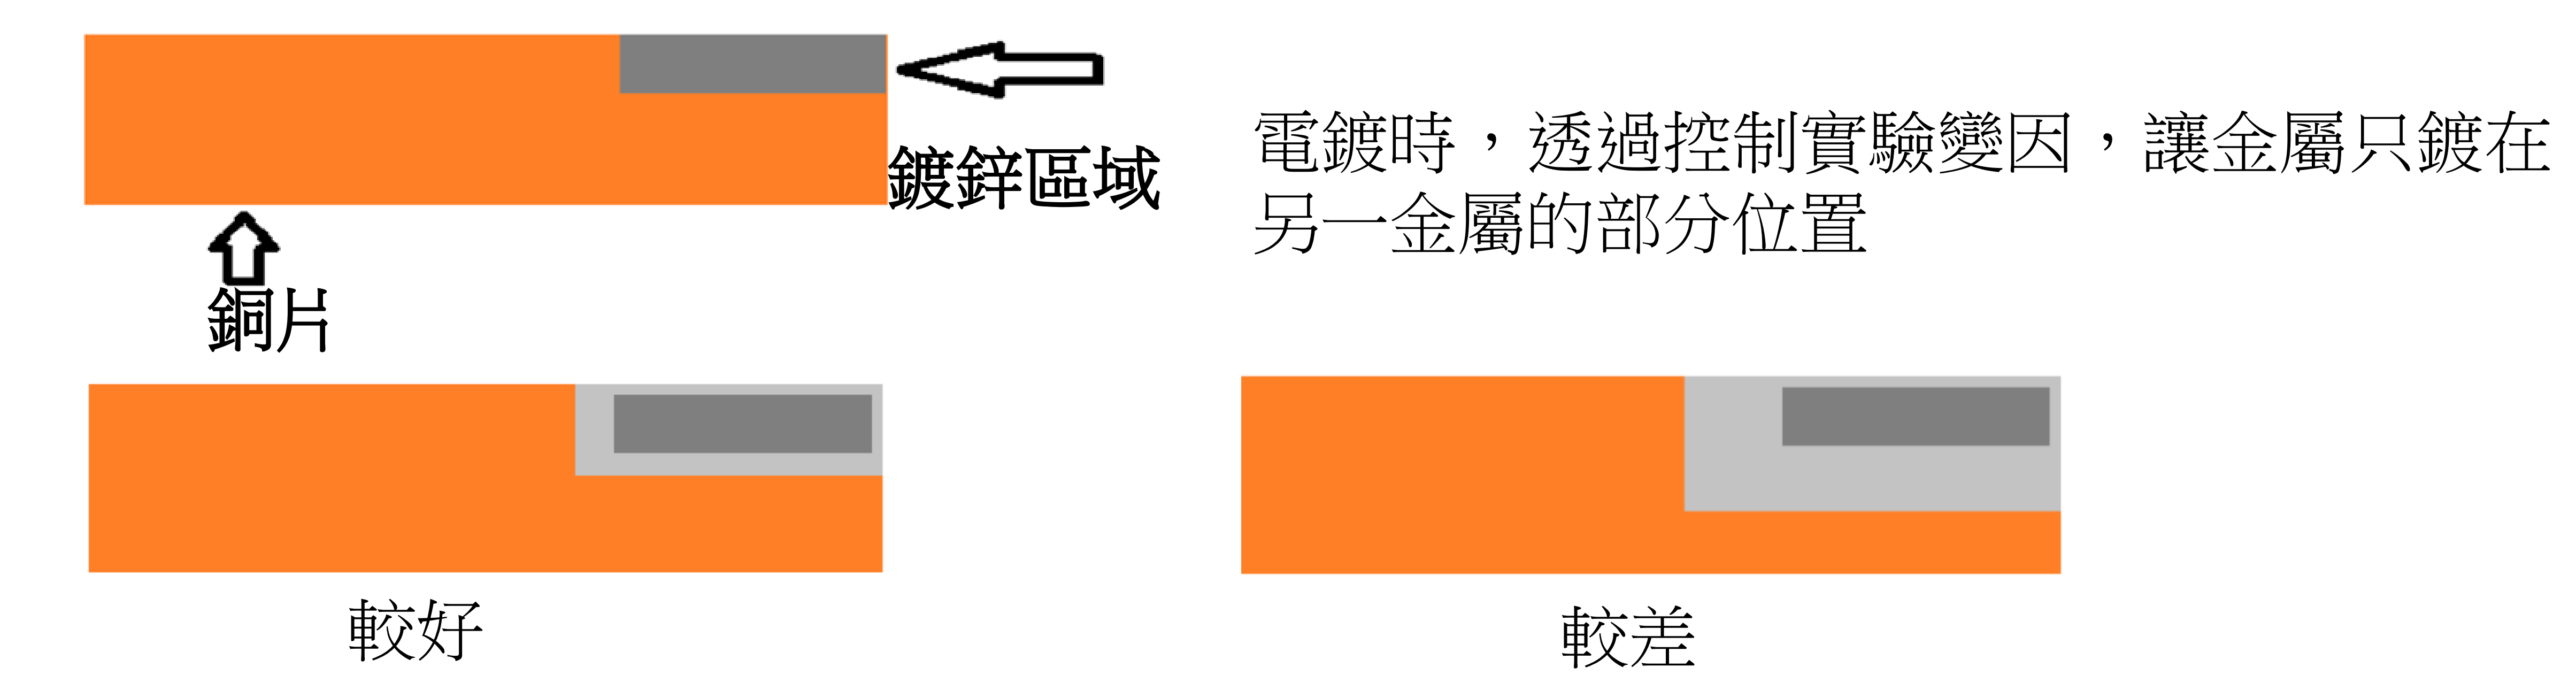 鍍鋅區域
銅片
電鍍時，透過控制實驗變因，讓金屬只鍍在
另一金屬的部分位置
較好
較差